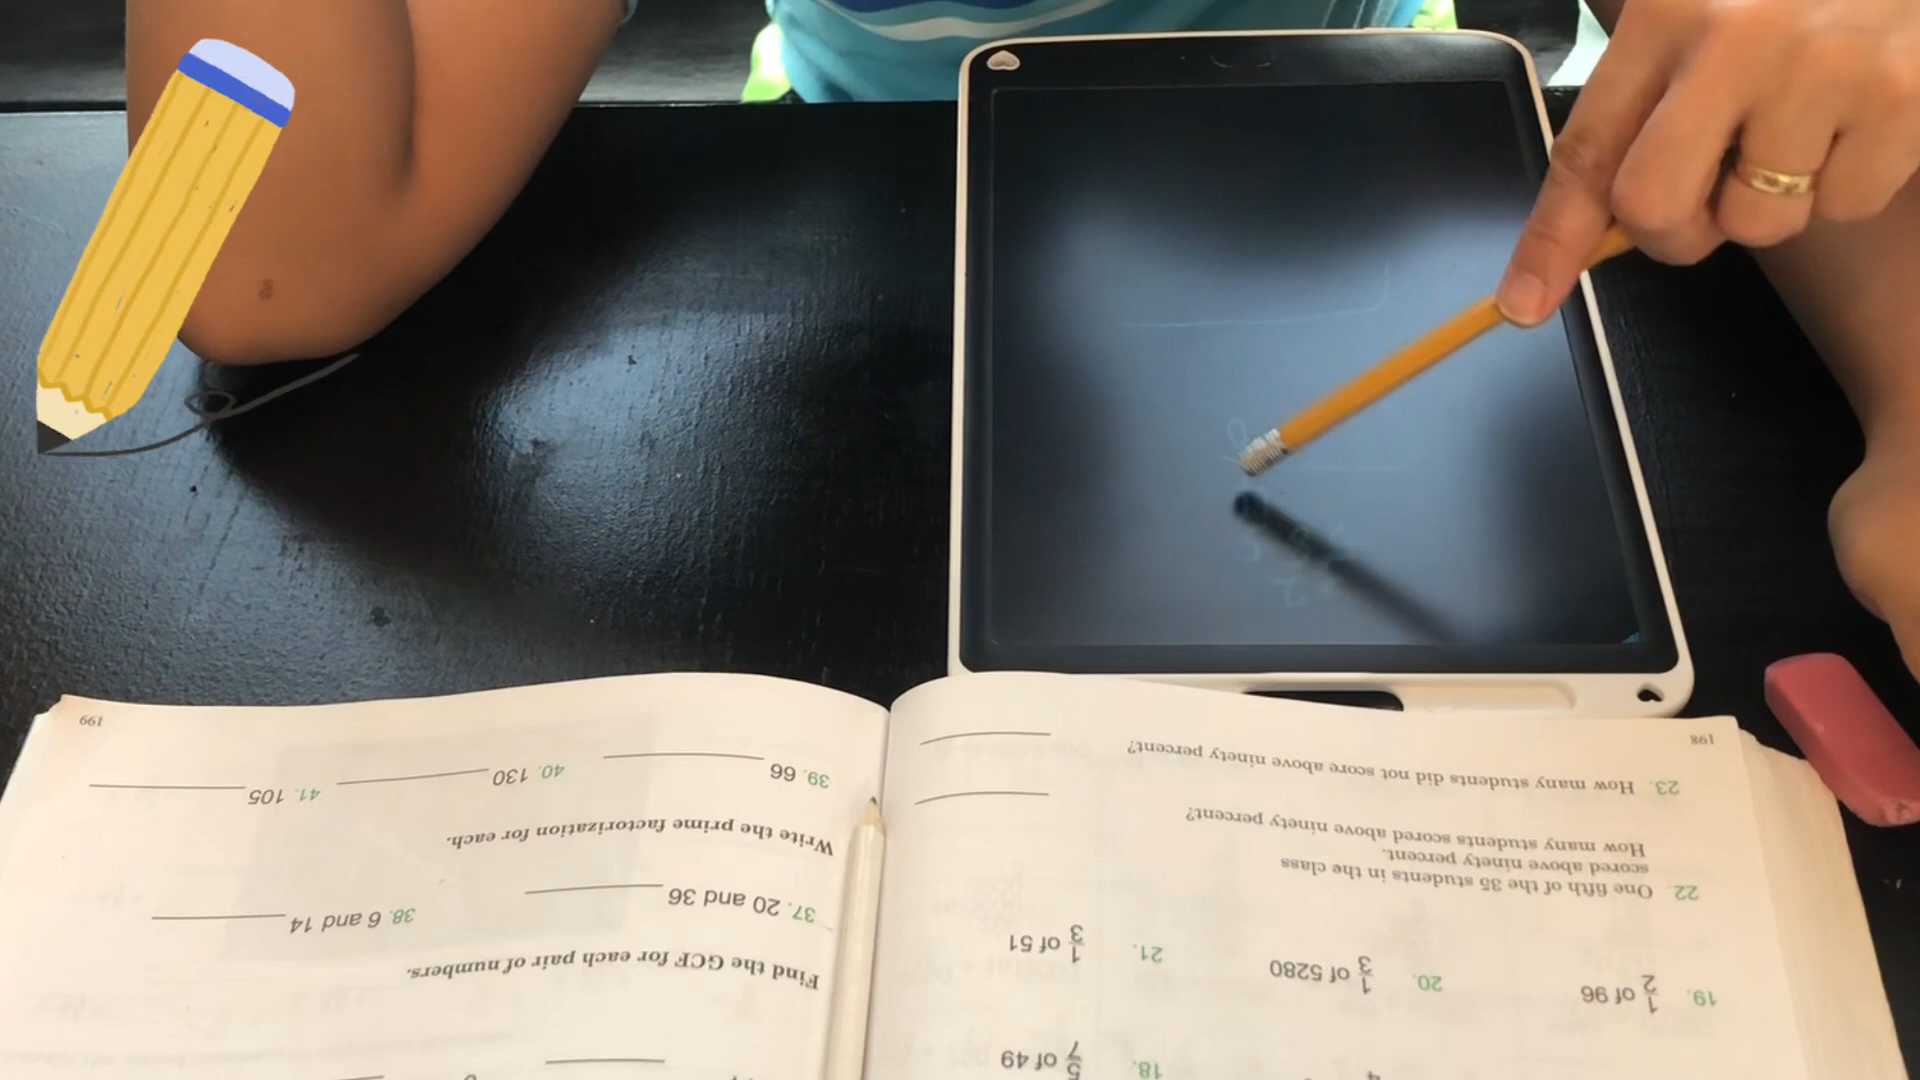 18. 5/7 of 49
19. 1/2 of 96
20. 1/3 of 5280
21. 1/3 of 51
22. One fifth of the 35 students in the class
scored above ninety percent.
How many students scored above ninety percent?
23. How many students did not score above ninety percent?
198
Find the GCF for each pair of numbers.
37. 20 and 36
38. 6 and 14
Write the prime factorization for each.
39. 66
40. 130
41. 105
199